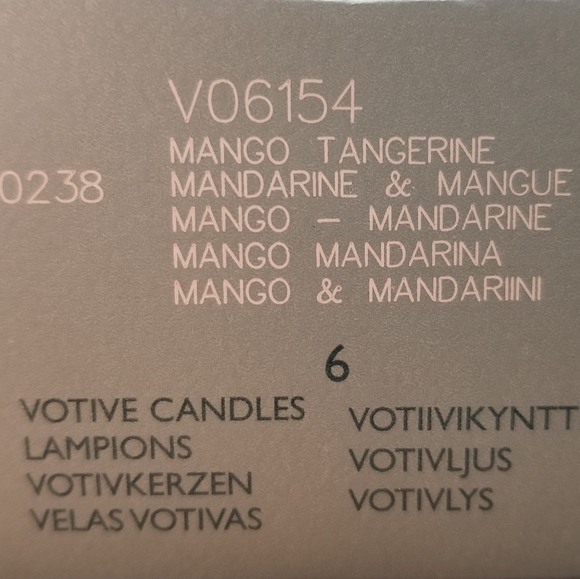 V06154
MANGO TANGERINE
0238 MANDARINE & MANGUE
MANGO – MANDARINE
MANGO MANDARINA
MANGO & MANDARIINI
6
VOTIVE CANDLES
LAMPIONS
VOTIVKERZEN
VELAS VOTIVAS
VOTIIVIKYNTT
VOTIVLJUS
VOTIVLYS